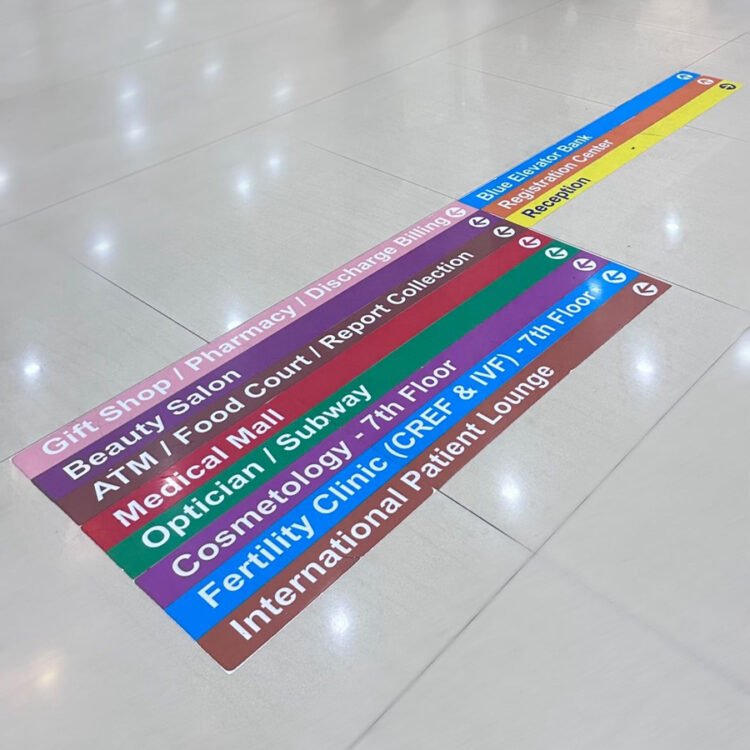 Blue Elevator Bank
Registration Center
Reception
Gift Shop / Pharmacy / Discharge Billing
Beauty Salon
ATM / Food Court / Report Collection
Medical Mall
Optician / Subway
Cosmetology - 7th Floor
Fertility Clinic (CREF & IVF) - 7th Floor
International Patient Lounge